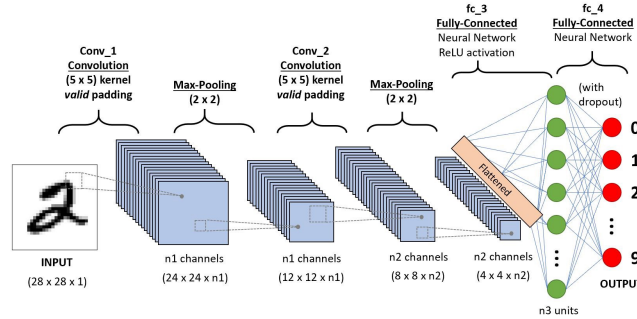 Conv_1
Convolution
(5 x 5) kernel
valid padding
Max-Pooling
(2 x 2)
Conv_2
Convolution
(5 x 5) kernel
valid padding
Max-Pooling
(2 x 2)
fc_3
Fully-Connected
Neural Network
ReLU activation
fc_4
Fully-Connected
Neural Network
(with
dropout)
Flattened
0
1
2
9
INPUT
(28 x 28 x 1)
n1 channels
(24 x 24 x n1)
n1 channels
(12 x 12 x n1)
n2 channels
(8 x 8 x n2)
n2 channels
(4 x 4 x n2)
n3 units
OUTPUT
2